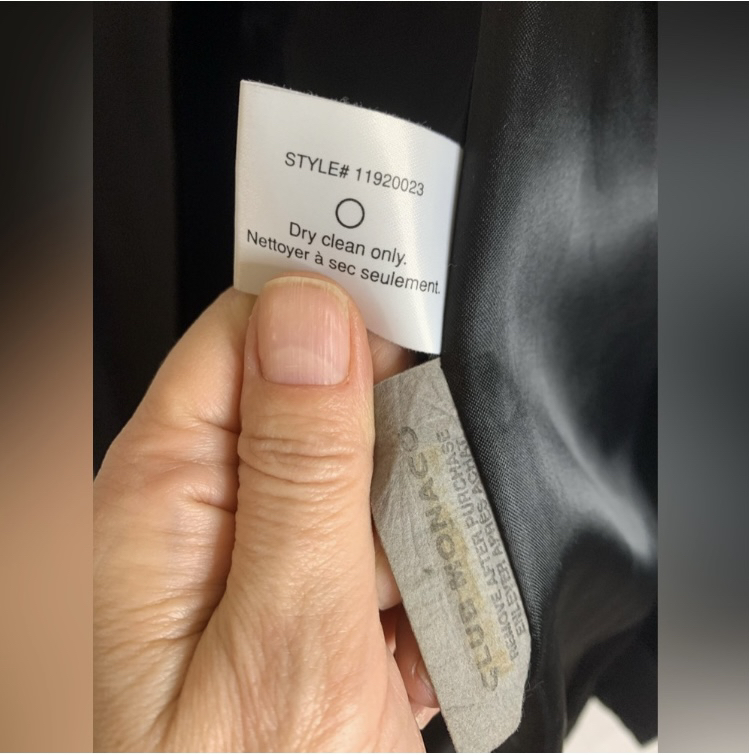 STYLE# 11920023
Dry clean only.
Nettoyer à sec seulement.
CLUB MONACO
REMOVE AFTER PURCHASE
ENLEVER APRÈS ACHAT